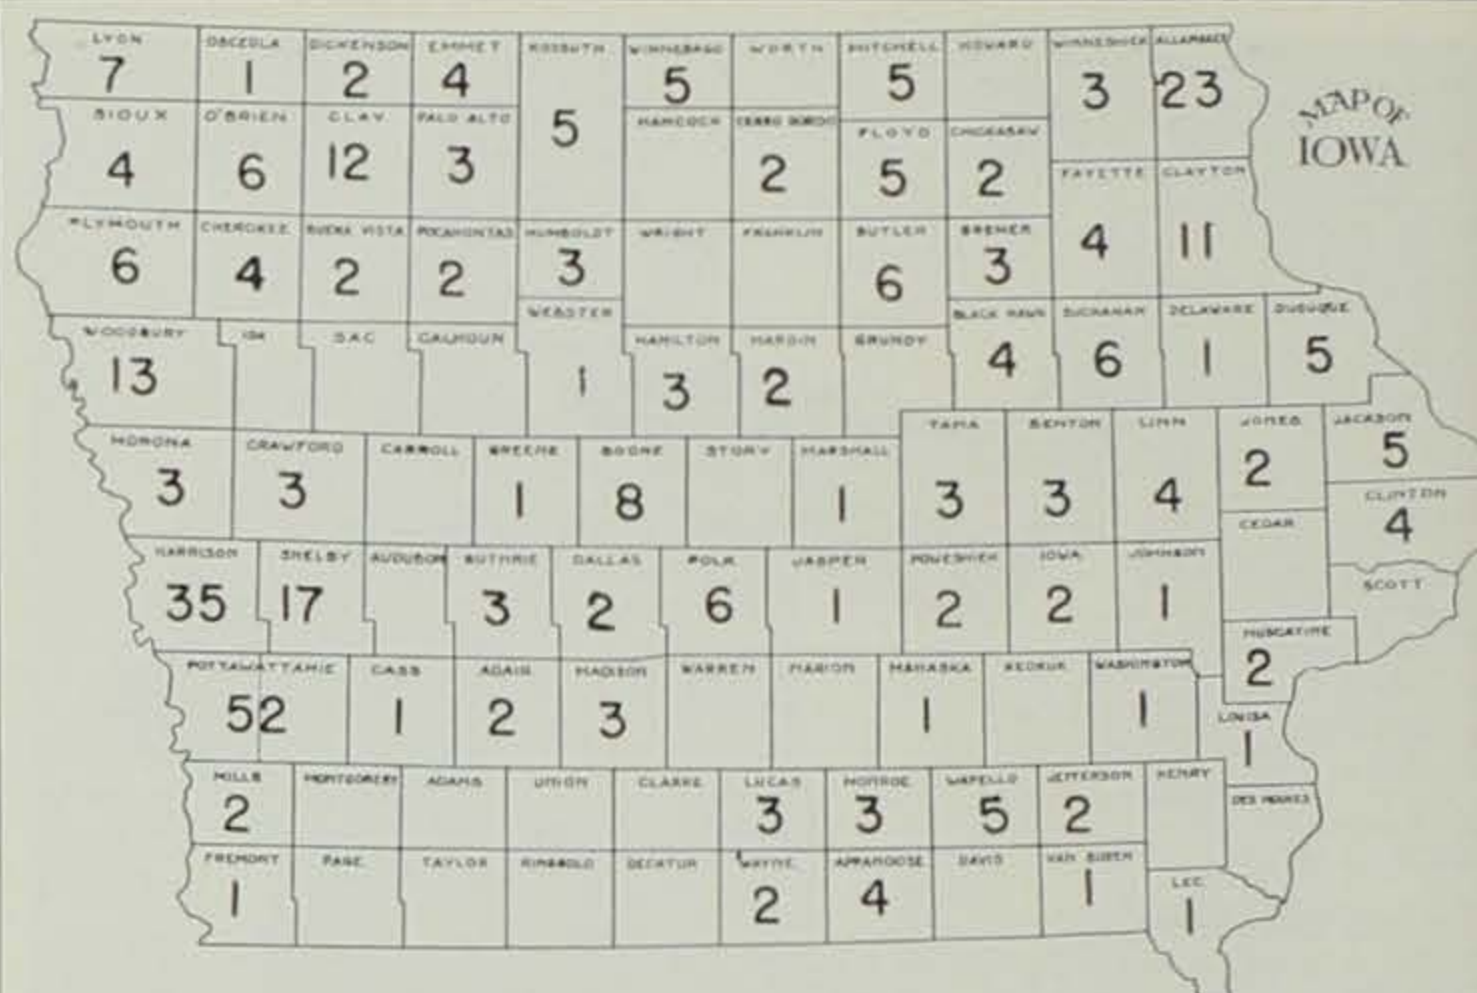 LYON OSCEOLA DICKENSON EMMET KOSSUTH WINNEBAGO WORTH MITCHELL HOWARD WINNESHIEK ALLAMAKEE
7 1 2 4 5 5 5 3 23
MAP OF
IOWA
SIOUX O'BRIEN CLAY PALO ALTO HANCOCK CERRO GORDO FLOYD CHICKASAW
4 6 12 3 2 5 2
FAYETTE CLAYTON
4 11
PLYMOUTH CHEROKEE BUENA VISTA POCAHONTAS HUMBOLDT WRIGHT FRANKLIN BUTLER BREMER
6 4 2 2 3 6 3
WOODBURY IDA SAC CALHOUN WEBSTER HAMILTON HARDIN GRUNDY BLACK HAWK BUCHANAN DELAWARE DUBUQUE
13 1 3 2 4 6 1 5
MONONA CRAWFORD CARROLL GREENE BOONE STORY MARSHALL TAMA BENTON LINN JONES JACKSON
3 3 1 8 1 3 3 4 2 5
CEDAR CLINTON
4
HARRISON SHELBY AUDUBON GUTHRIE DALLAS POLK JASPER POWESHIEK IOWA JOHNSON SCOTT
35 17 3 2 6 1 2 2 1
MUSCATINE
2
POTTAWATTAMIE CASS ADAIR MADISON WARREN MARION MAHASKA KEOKUK WASHINGTON
52 1 2 3 1 1
LOUISA
1
MILLS MONTGOMERY ADAMS UNION CLARKE LUCAS MONROE WAPELLO JEFFERSON HENRY DES MOINES
2 3 3 5 2
FREMONT PAGE TAYLOR RINGGOLD DECATUR WAYNE APPANOOSE DAVIS VAN BUREN LEE
1 2 4 1 1